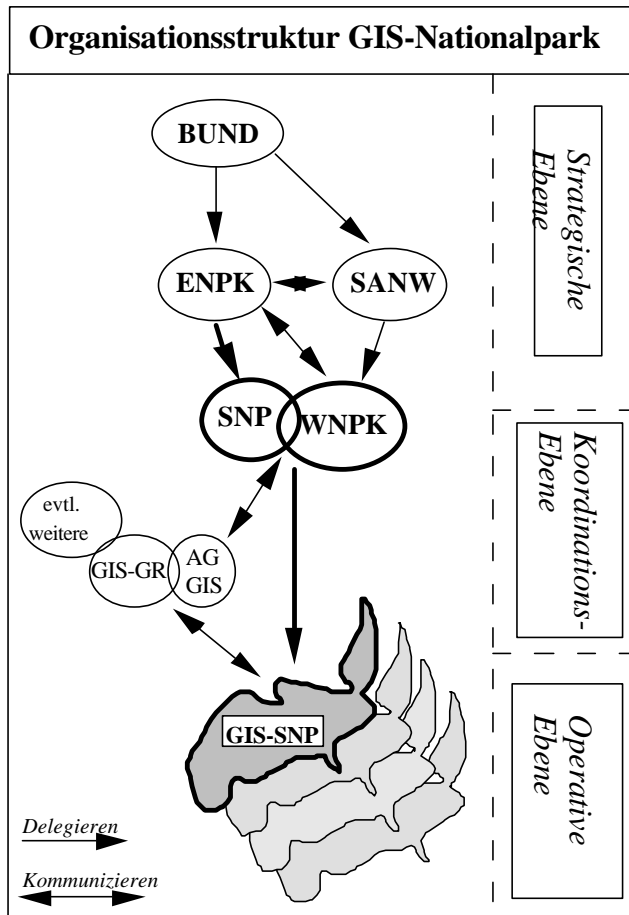 Organisationsstruktur GIS-Nationalpark
BUND
ENPK
SANW
SNP
WNPK
evtl.
weitere
GIS-GR
AG
GIS
GIS-SNP
Delegieren
Kommunizieren
Strategische
Ebene
Koordinations-
Ebene
Operative
Ebene